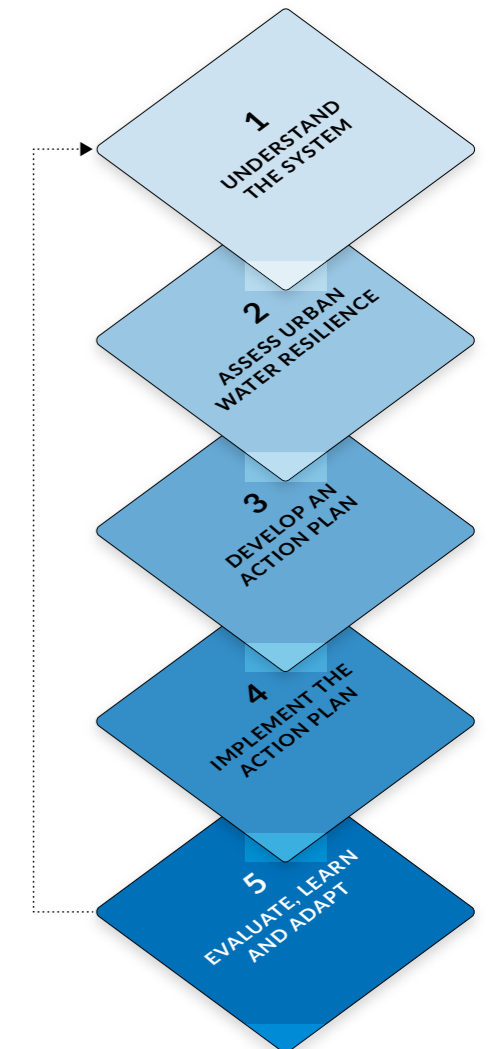 1
UNDERSTAND
THE SYSTEM
2
ASSESS URBAN
WATER RESILIENCE
3
DEVELOP AN
ACTION PLAN
4
IMPLEMENT THE
ACTION PLAN
5
EVALUATE, LEARN
AND ADAPT